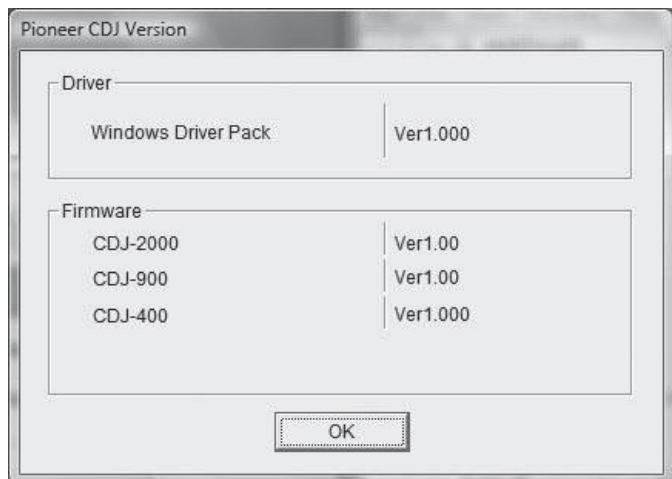 Pioneer CDJ Version
Driver
Windows Driver Pack Ver1.000
Firmware
CDJ-2000 Ver1.00
CDJ-900 Ver1.00
CDJ-400 Ver1.000
OK